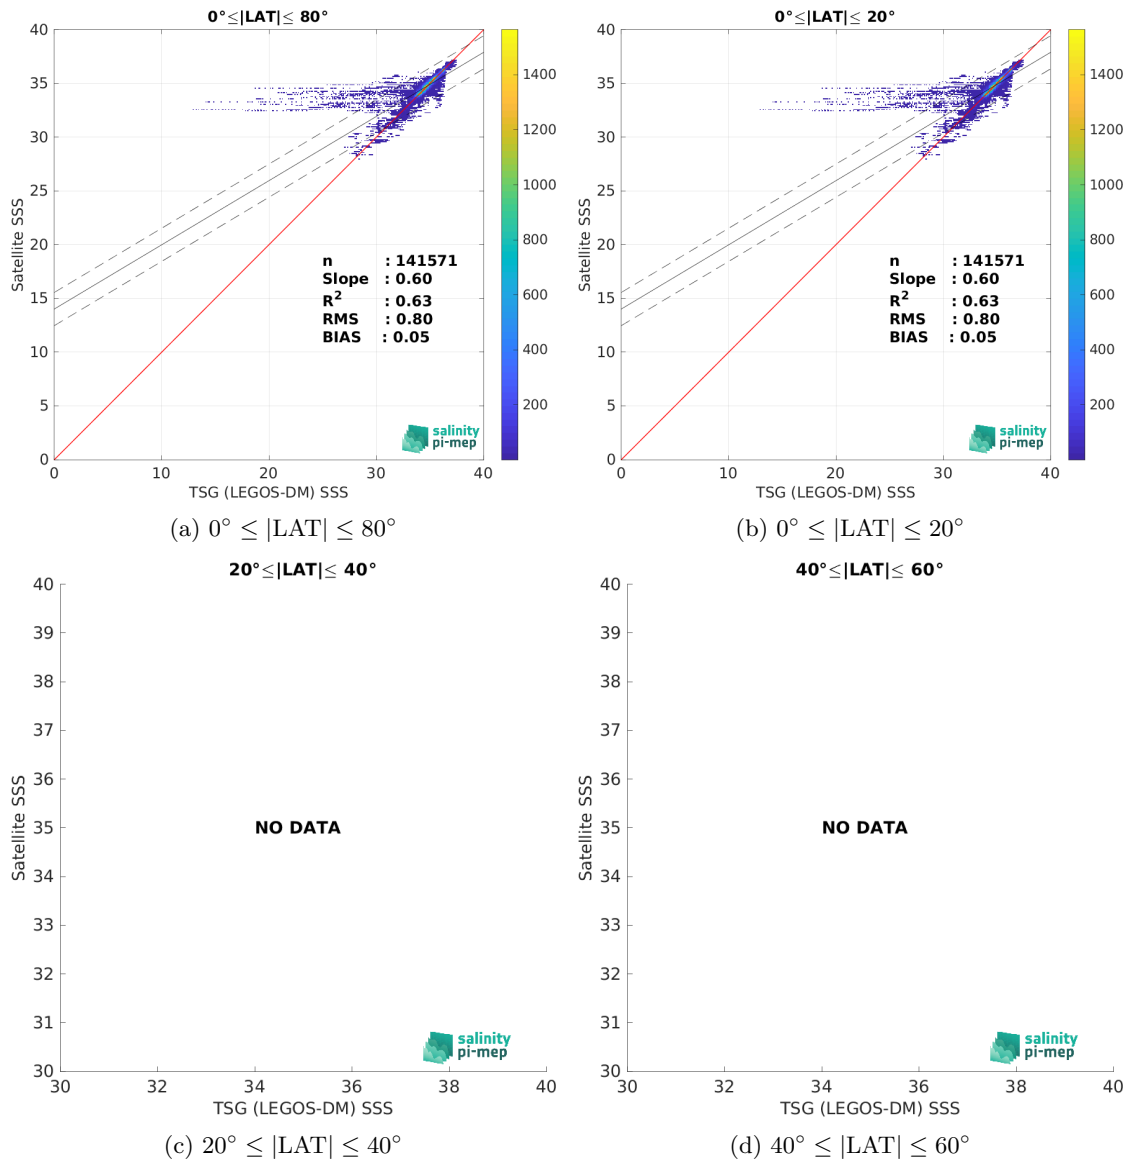 0°≤|LAT|≤ 80°
40
35
30
25
20
15
10
5
0
Satellite SSS
n : 141571
Slope : 0.60
R² : 0.63
RMS : 0.80
BIAS : 0.05
salinity
pi-mep
0 10 20 30 40
TSG (LEGOS-DM) SSS
1400
1200
1000
800
600
400
200
(a) 0° ≤ |LAT| ≤ 80°
0°≤|LAT|≤ 20°
40
35
30
25
20
15
10
5
0
Satellite SSS
n : 141571
Slope : 0.60
R² : 0.63
RMS : 0.80
BIAS : 0.05
salinity
pi-mep
0 10 20 30 40
TSG (LEGOS-DM) SSS
1400
1200
1000
800
600
400
200
(b) 0° ≤ |LAT| ≤ 20°
20°≤|LAT|≤ 40°
40
39
38
37
36
35
34
33
32
31
30
Satellite SSS
NO DATA
salinity
pi-mep
30 32 34 36 38 40
TSG (LEGOS-DM) SSS
(c) 20° ≤ |LAT| ≤ 40°
40°≤|LAT|≤ 60°
40
39
38
37
36
35
34
33
32
31
30
Satellite SSS
NO DATA
salinity
pi-mep
30 32 34 36 38 40
TSG (LEGOS-DM) SSS
(d) 40° ≤ |LAT| ≤ 60°